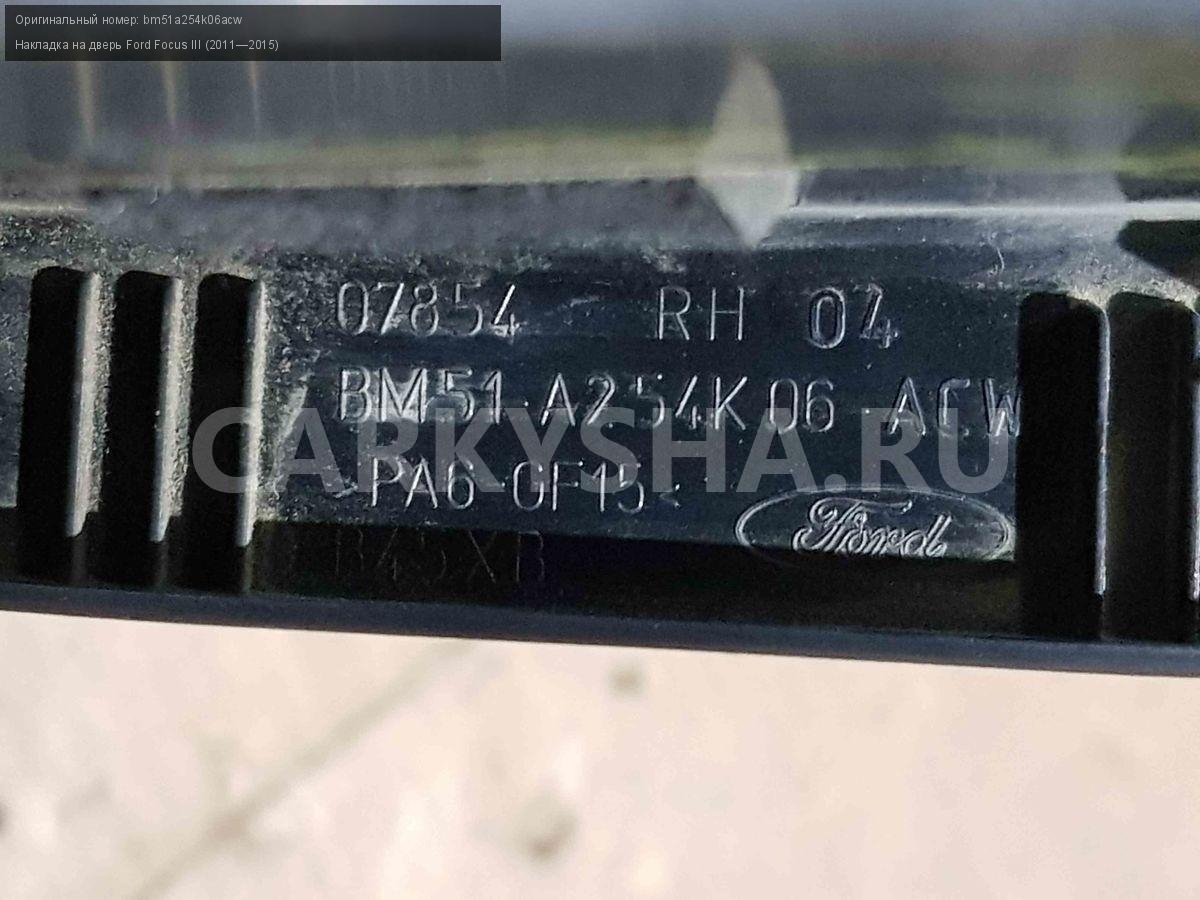 Оригинальный номер: bm51a254k06acw
Накладка на дверь Ford Focus III (2011—2015)
07854 RH 04
BM51 A254K06 ACW
CARKYSHA.RU
>PA6-GF15<
Ford